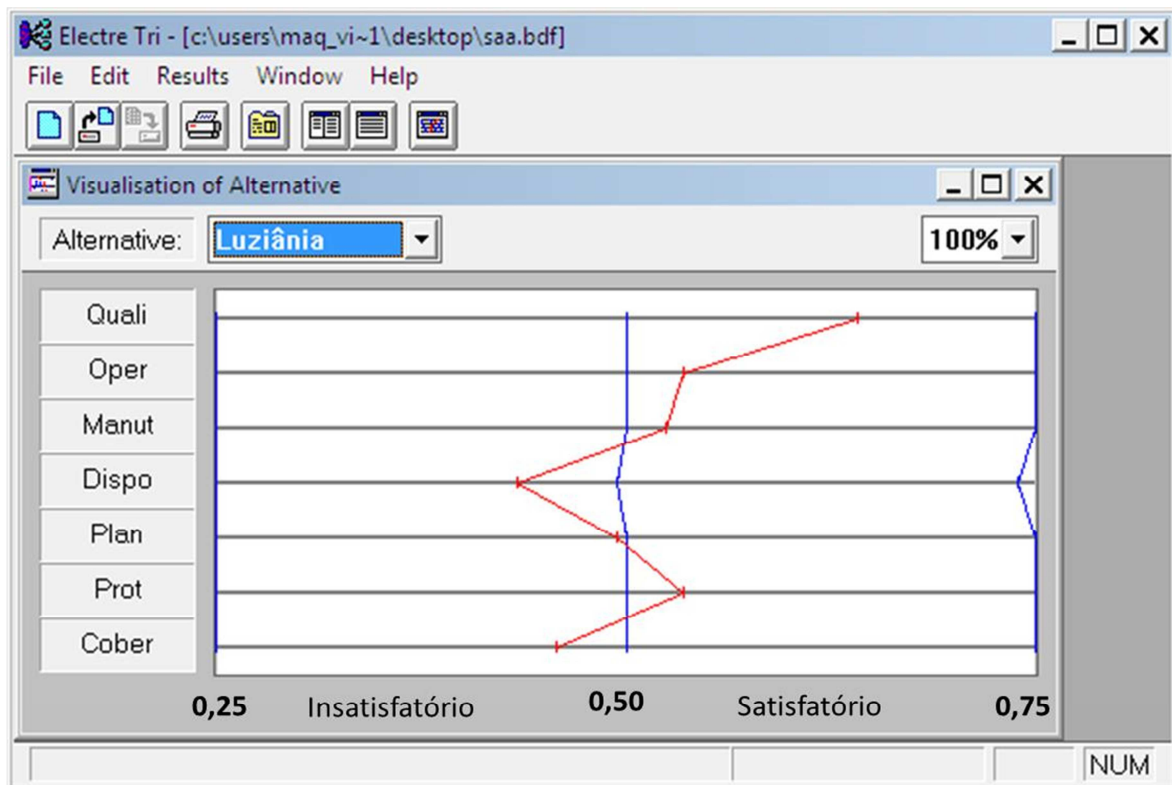 Electre Tri - [c:\users\maq_vi~1\desktop\saa.bdf]
File Edit Results Window Help
Visualisation of Alternative
Alternative: Luziânia 100%
Quali
Oper
Manut
Dispo
Plan
Prot
Cober
0,25 Insatisfatório 0,50 Satisfatório 0,75
NUM